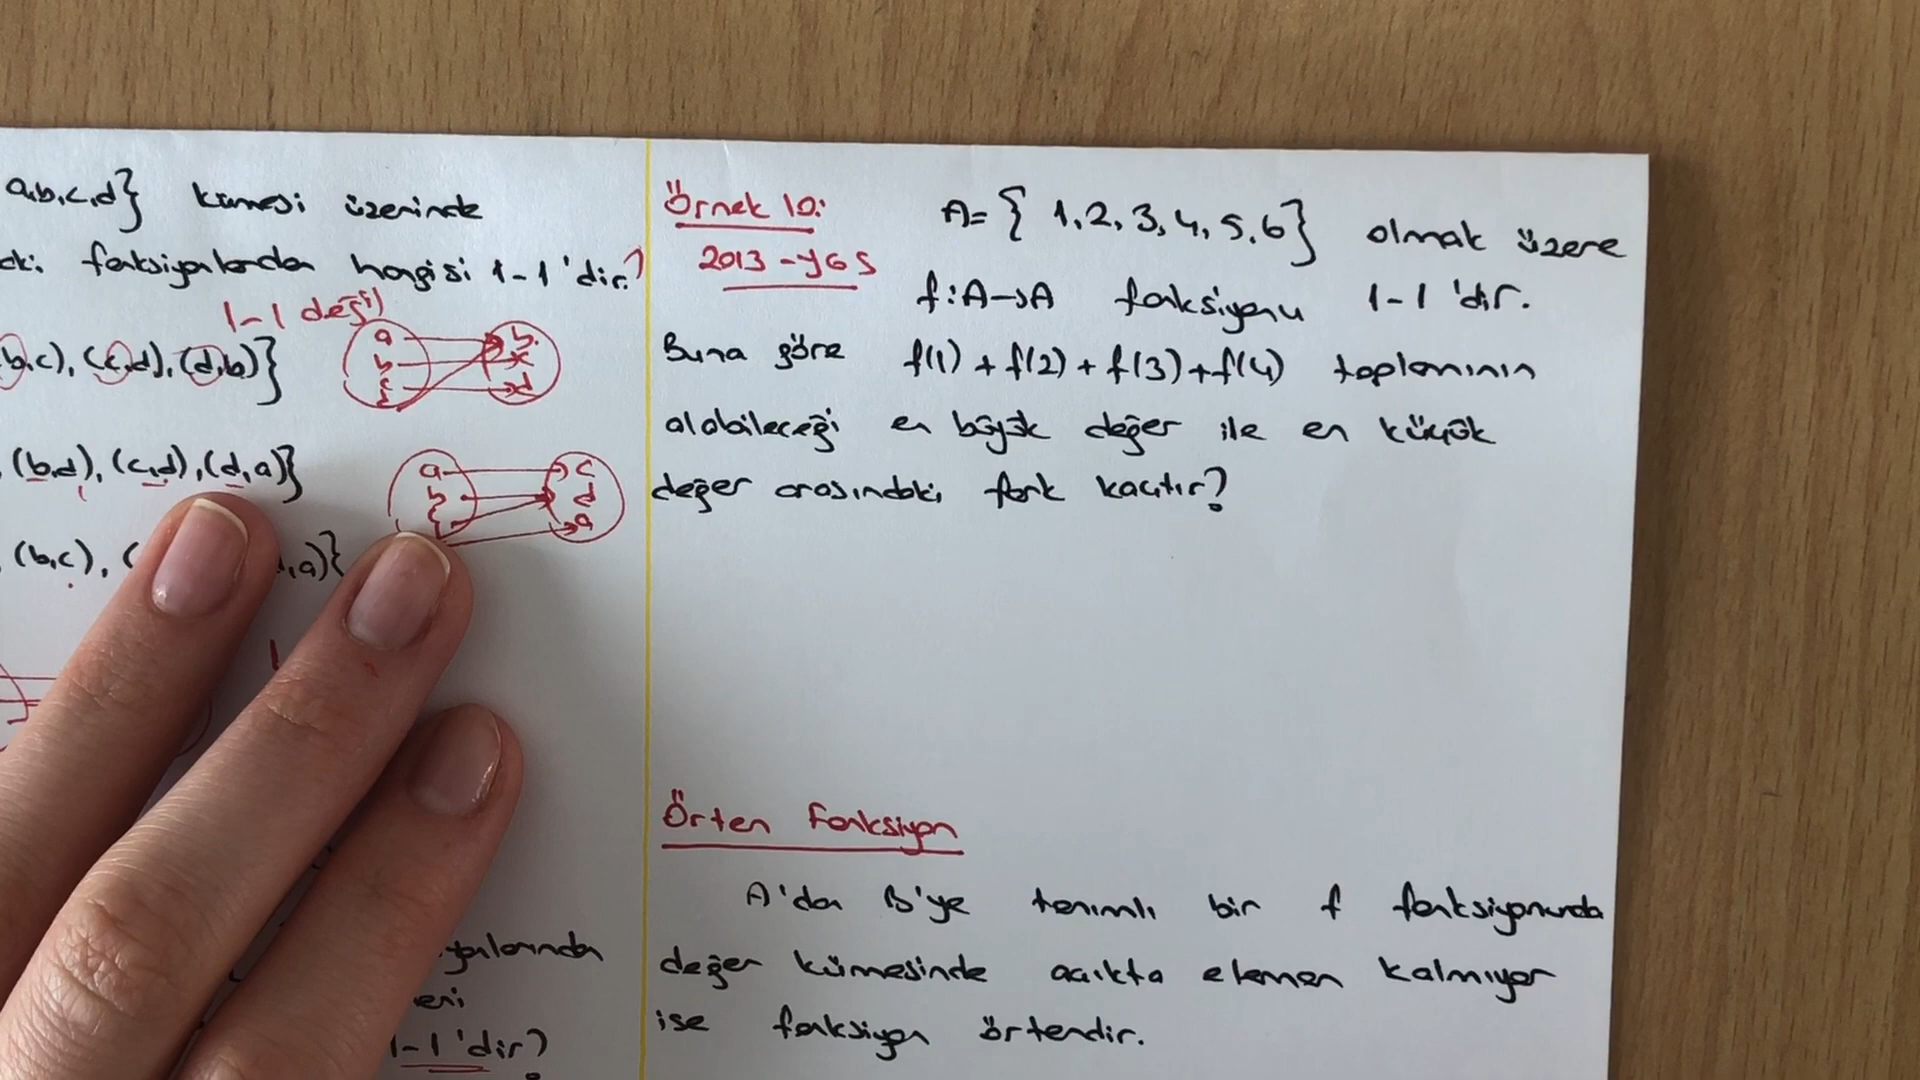 a,b,c,d} kümesi üzerinde
fonksiyonlardan hangisi 1-1'dir?
1-1 değil
b,c), (c,d), (d,b)}
a b
b c
c d
(b,d), (c,d), (d,a)}
a c
b d
c a
(b,c), (
,a)}
1-1'dir?
Örnek 10: A= { 1,2,3,4,5,6} olmak üzere
2013-YGS
f:A→A fonksiyonu 1-1'dir.
Buna göre f(1)+f(2)+f(3)+f(4) toplamının
alabileceği en büyük değer ile en küçük
değer arasındaki fark kaçtır?
Örten Fonksiyon
A'dan B'ye tanımlı bir f fonksiyonunda
değer kümesinde açıkta eleman kalmıyor
ise fonksiyon örtendir.